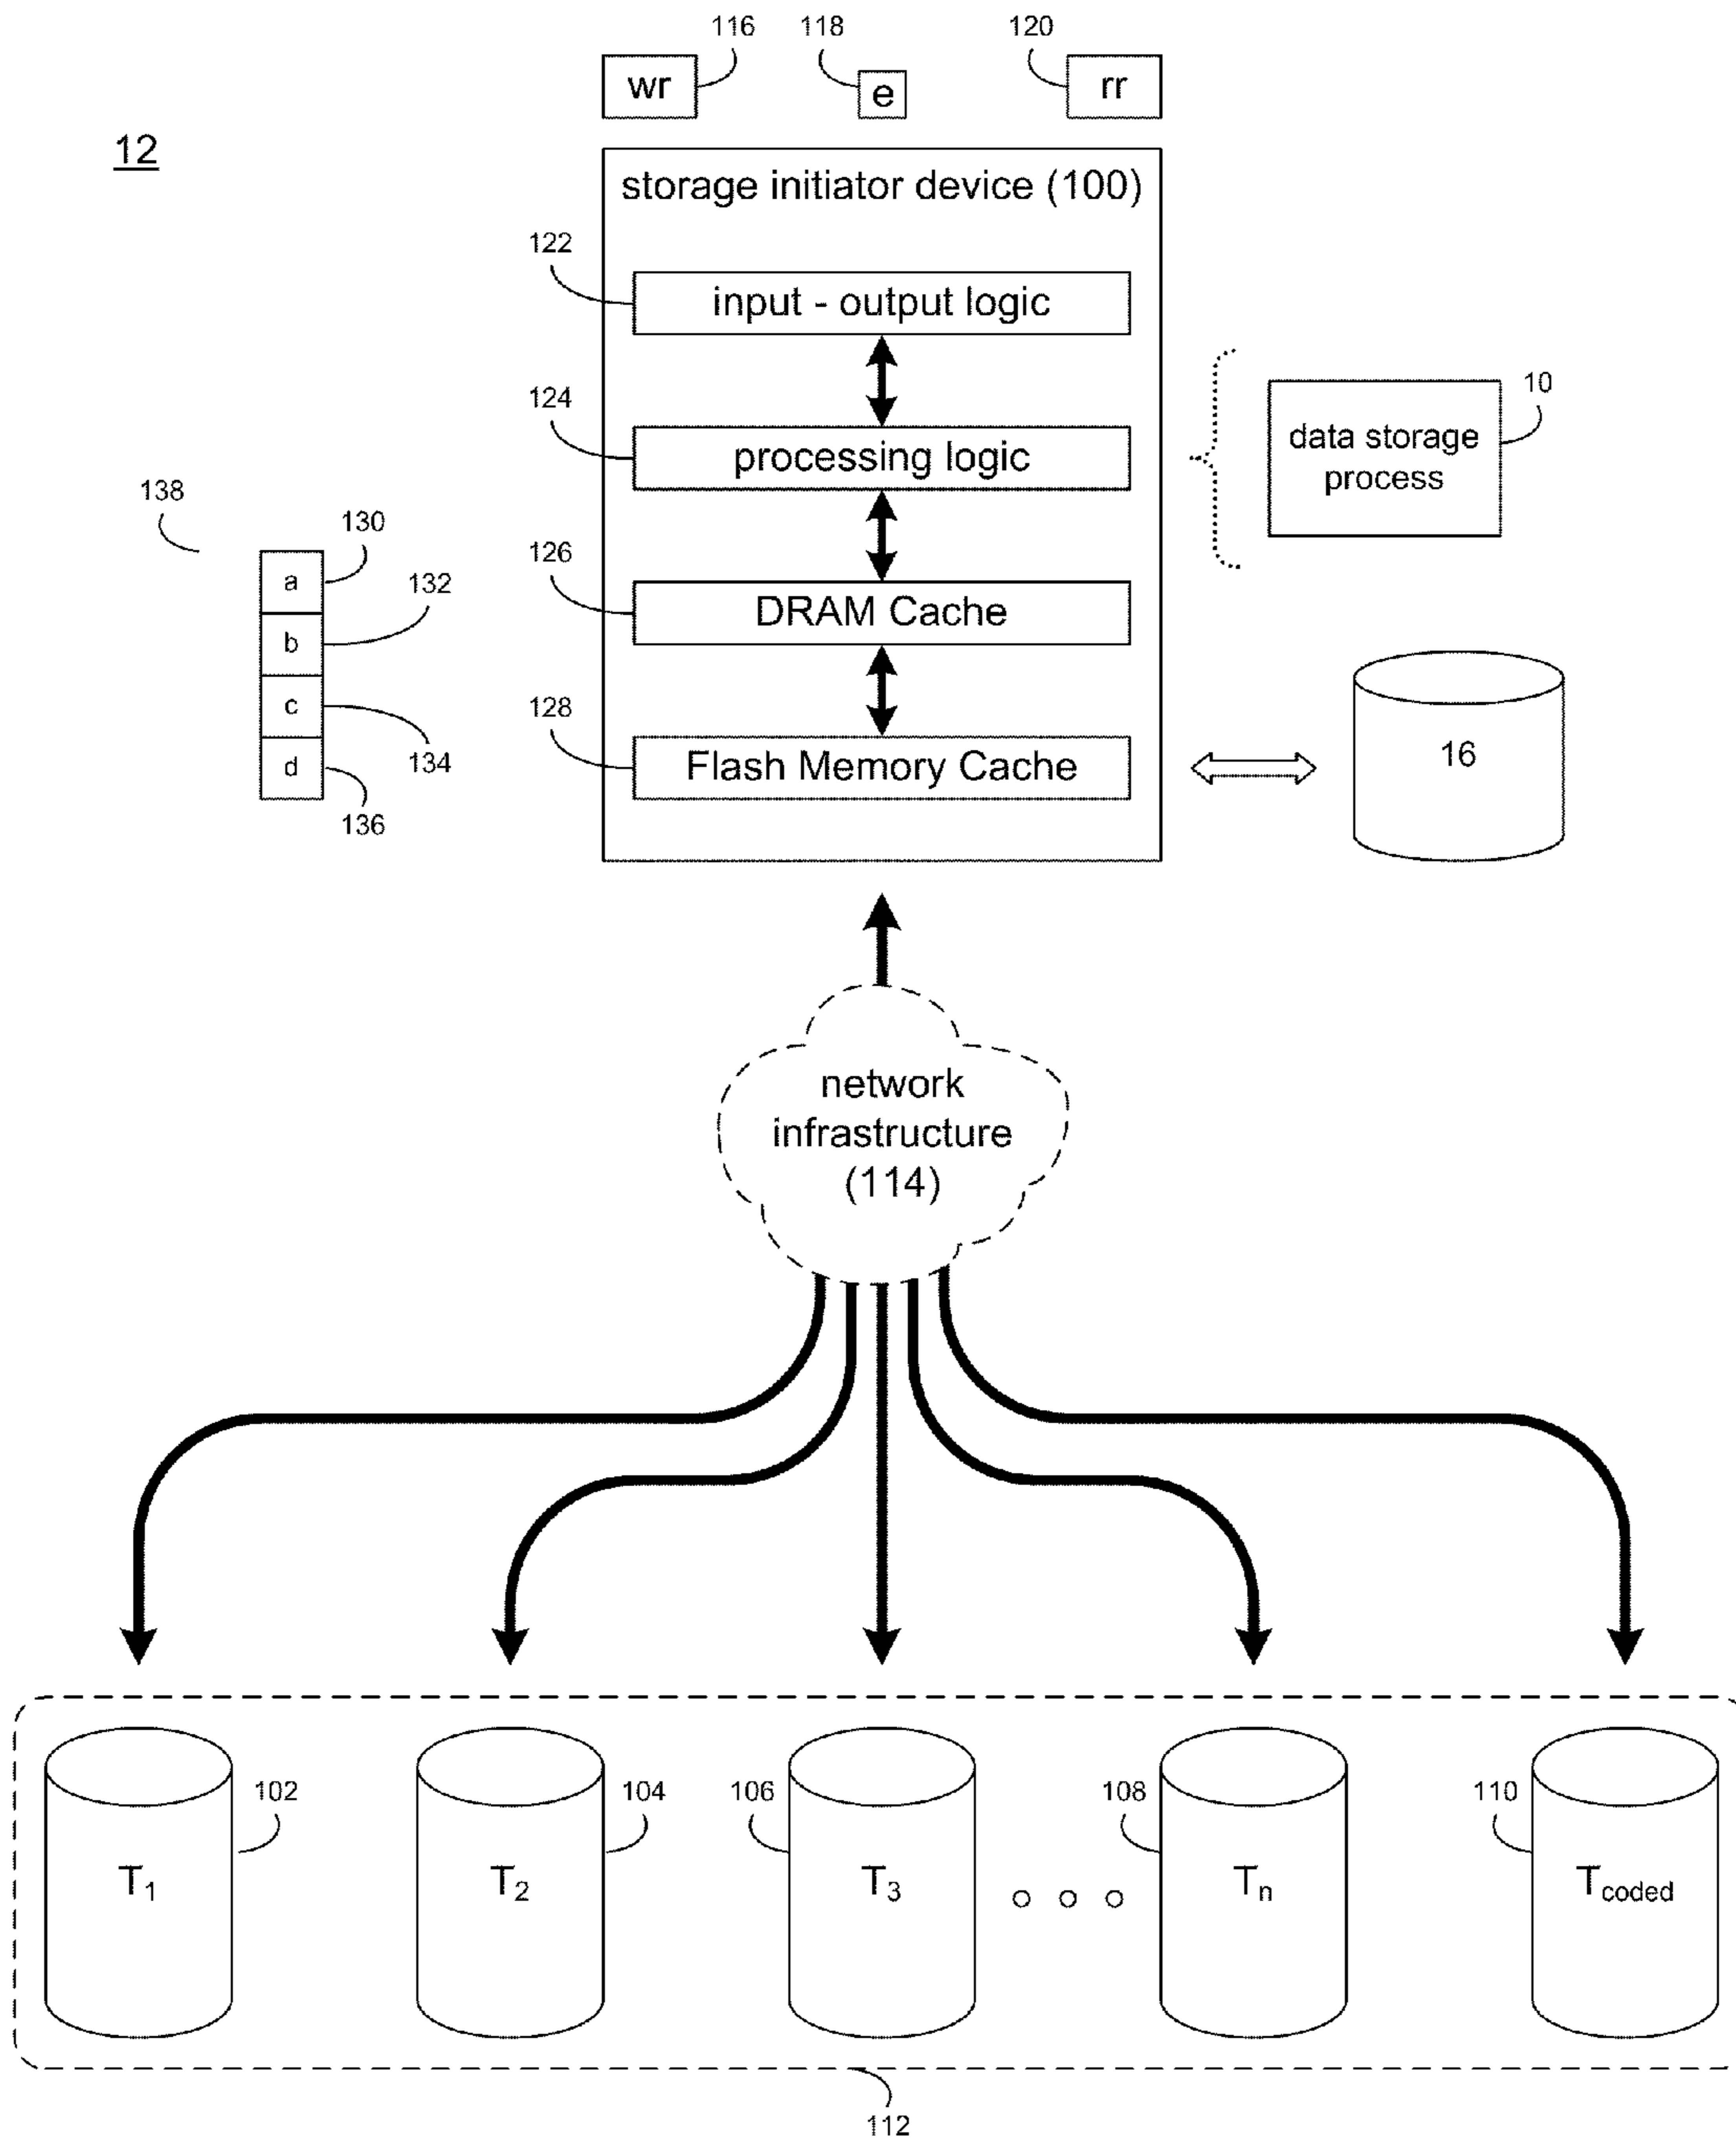 116
118
120
wr
e
rr
12
storage initiator device (100)
122
input - output logic
124
processing logic
10
data storage
process
138
130
a
132
b
c
134
d
136
126
DRAM Cache
128
Flash Memory Cache
16
network
infrastructure
(114)
102
104
106
108
110
T1
T2
T3
Tn
Tcoded
112